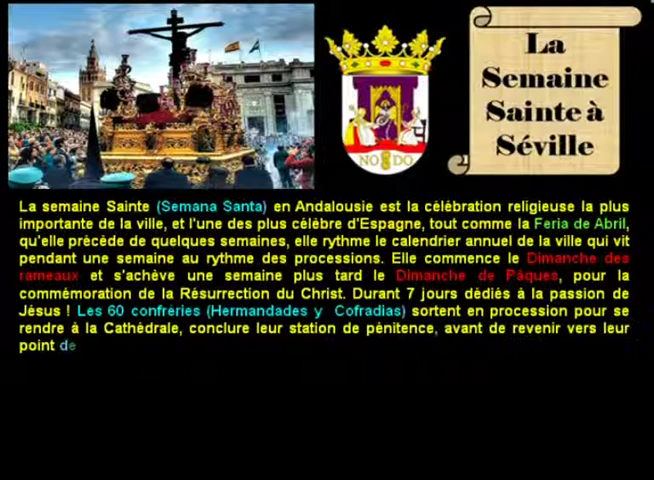 La
Semaine
Sainte à
Séville
NO8DO
La semaine Sainte (Semana Santa) en Andalousie est la célébration religieuse la plus
importante de la ville, et l'une des plus célèbre d'Espagne, tout comme la Feria de Abril,
qu'elle précède de quelques semaines, elle rythme le calendrier annuel de la ville qui vit
pendant une semaine au rythme des processions. Elle commence le Dimanche des
rameaux et s'achève une semaine plus tard le Dimanche de Pâques, pour la
commémoration de la Résurrection du Christ. Durant 7 jours dédiés à la passion de
Jésus ! Les 60 confréries (Hermandades y Cofradias) sortent en procession pour se
rendre à la Cathédrale, conclure leur station de pénitence, avant de revenir vers leur
point de